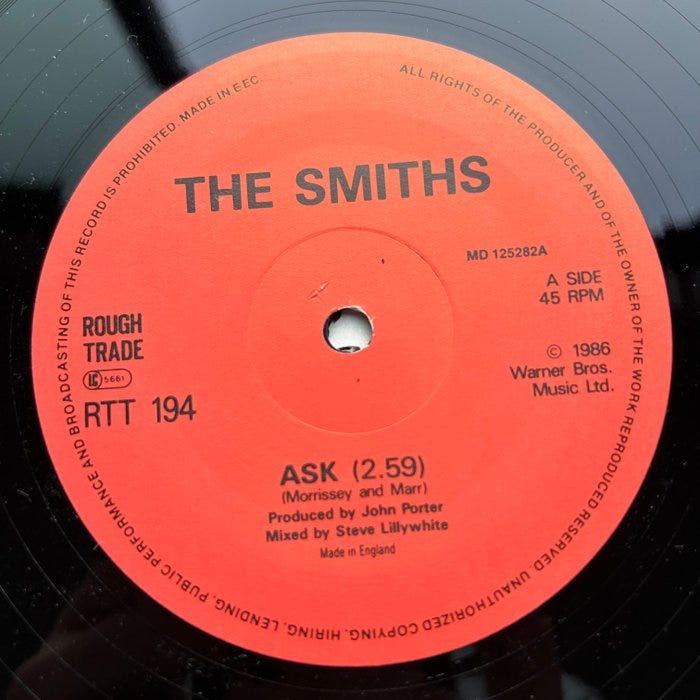 ALL RIGHTS OF THE PRODUCER AND OF THE OWNER OF THE WORK REPRODUCED RESERVED. UNAUTHORIZED COPYING, HIRING, LENDING, PUBLIC PERFORMANCE AND BROADCASTING OF THIS RECORD IS PROHIBITED. MADE IN EEC
THE SMITHS
MD 125282A
A SIDE
45 RPM
ROUGH
TRADE
LC 5661
RTT 194
© 1986
Warner Bros.
Music Ltd.
ASK (2.59)
(Morrissey and Marr)
Produced by John Porter
Mixed by Steve Lillywhite
Made in England